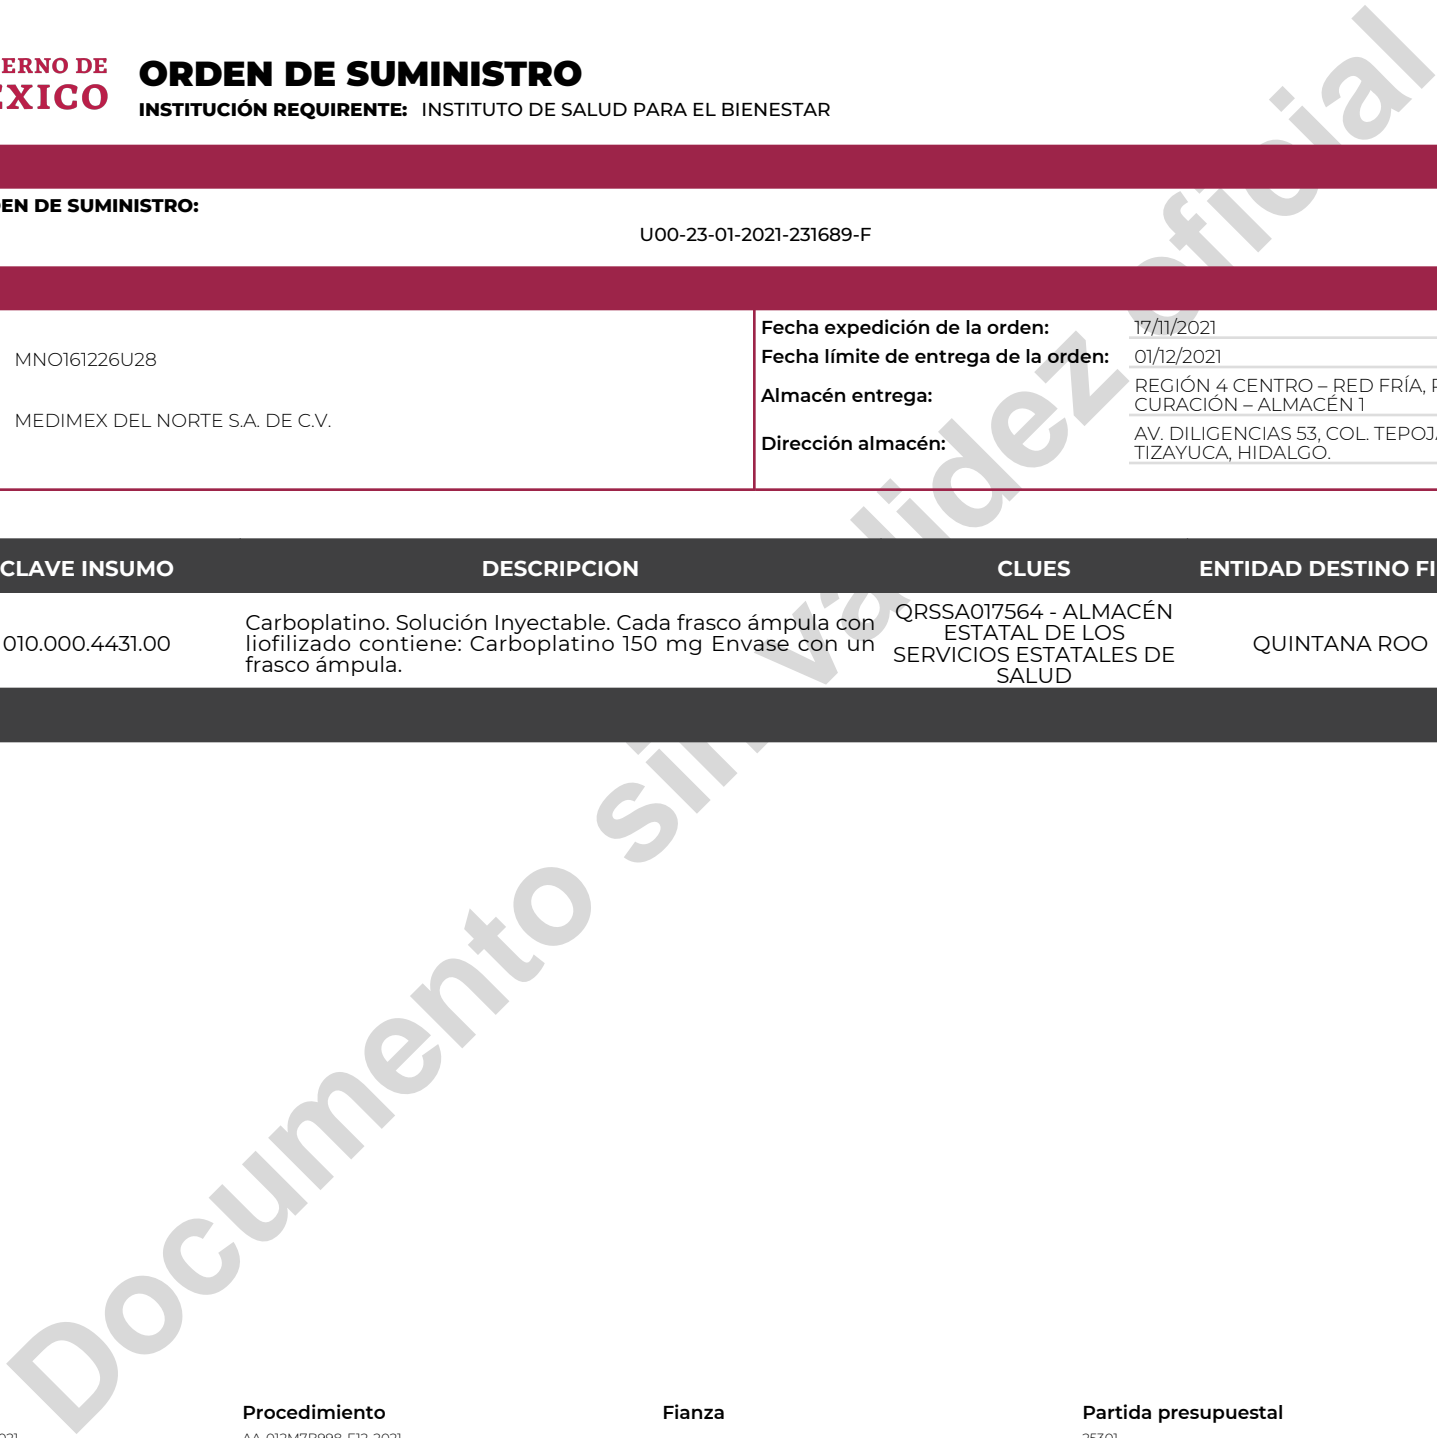 ERNO DE
ÉXICO
ORDEN DE SUMINISTRO
INSTITUCIÓN REQUIRENTE: INSTITUTO DE SALUD PARA EL BIENESTAR
EN DE SUMINISTRO:
U00-23-01-2021-231689-F
MNO161226U28
MEDIMEX DEL NORTE S.A. DE C.V.
Fecha expedición de la orden: 17/11/2021
Fecha límite de entrega de la orden: 01/12/2021
Almacén entrega: REGIÓN 4 CENTRO – RED FRÍA,
CURACIÓN – ALMACÉN 1
Dirección almacén: AV. DILIGENCIAS 53, COL. TEPOJ
TIZAYUCA, HIDALGO.
CLAVE INSUMO DESCRIPCION CLUES ENTIDAD DESTINO FI
010.000.4431.00
Carboplatino. Solución Inyectable. Cada frasco ámpula con
liofilizado contiene: Carboplatino 150 mg Envase con un
frasco ámpula.
QRSSA017564 - ALMACÉN
ESTATAL DE LOS
SERVICIOS ESTATALES DE
SALUD
QUINTANA ROO
Documento sin validez oficial
Procedimiento Fianza Partida presupuestal